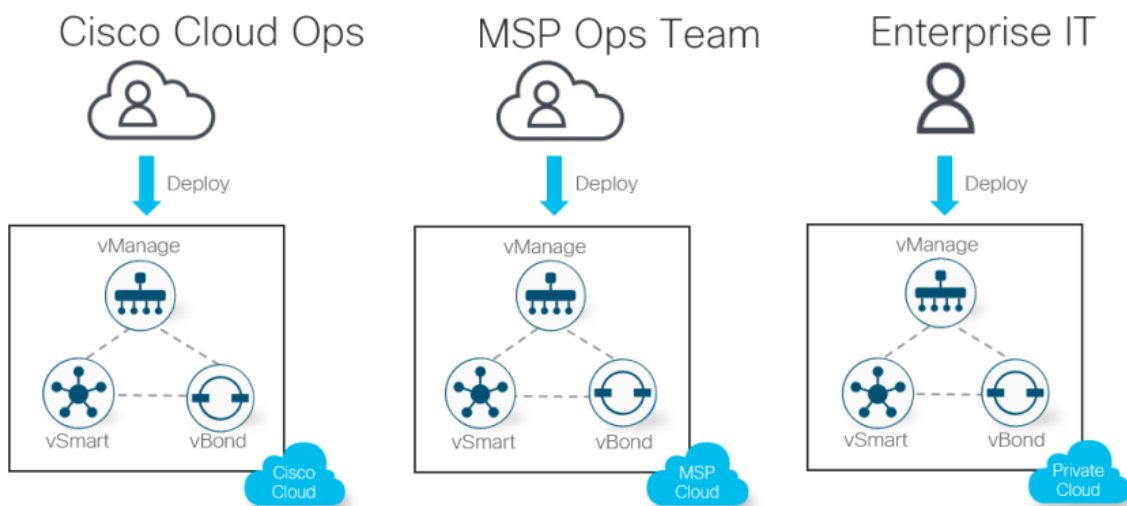 Cisco Cloud Ops
Deploy
vManage
vSmart
vBond
Cisco
Cloud
MSP Ops Team
Deploy
vManage
vSmart
vBond
MSP
Cloud
Enterprise IT
Deploy
vManage
vSmart
vBond
Private
Cloud